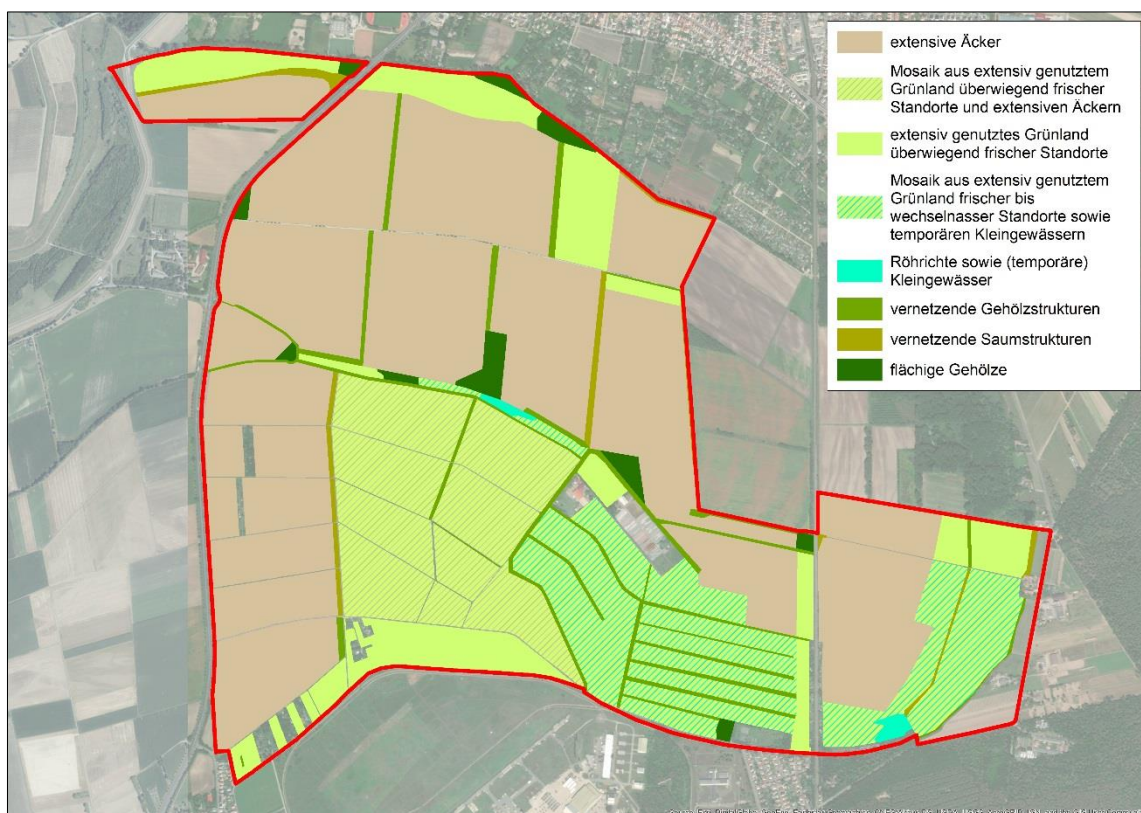 extensive Äcker
Mosaik aus extensiv genutztem
Grünland überwiegend frischer
Standorte und extensiven Äckern
extensiv genutztes Grünland
überwiegend frischer Standorte
Mosaik aus extensiv genutztem
Grünland frischer bis
wechselnasser Standorte sowie
temporären Kleingewässern
Röhrichte sowie (temporäre)
Kleingewässer
vernetzende Gehölzstrukturen
vernetzende Saumstrukturen
flächige Gehölze